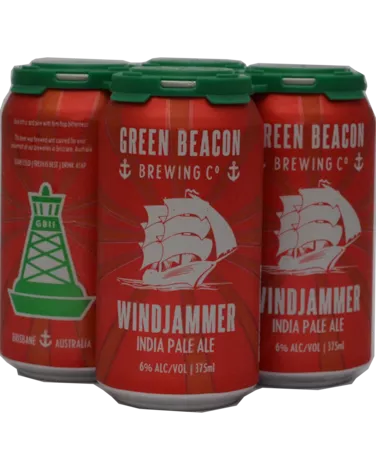 GREEN BEACON
BREWING Cº
WINDJAMMER
INDIA PALE ALE
6% ALC/VOL | 375ml
GREEN BEACON
BREWING Cº
WINDJAMMER
INDIA PALE ALE
6% ALC/VOL | 375ml
GB11
BRISBANE
AUSTRALIA